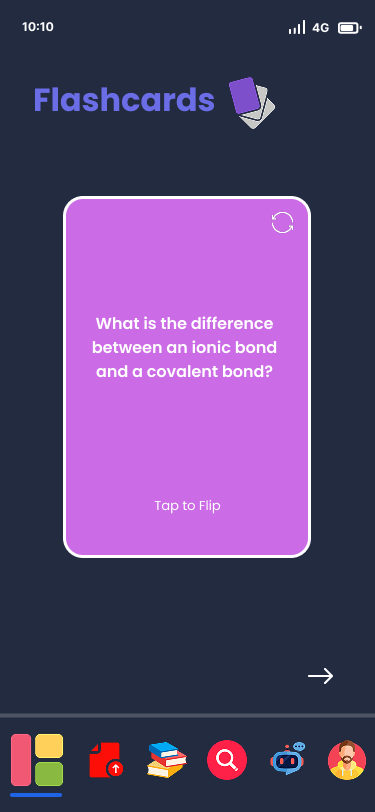 10:10
4G
Flashcards
What is the difference
between an ionic bond
and a covalent bond?
Tap to Flip